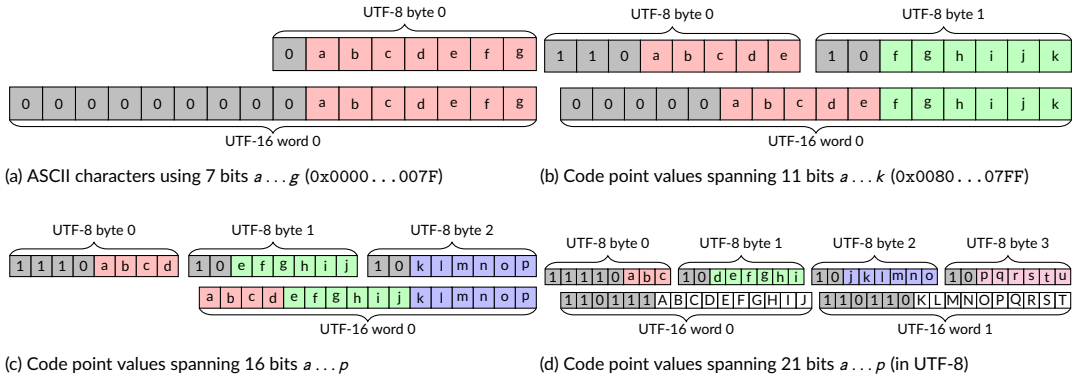 UTF-8 byte 0
0 a b c d e f g
0 0 0 0 0 0 0 0 0 a b c d e f g
UTF-16 word 0
(a) ASCII characters using 7 bits a...g (0x0000...007F)
UTF-8 byte 0 UTF-8 byte 1
1 1 0 a b c d e 1 0 f g h i j k
0 0 0 0 0 a b c d e f g h i j k
UTF-16 word 0
(b) Code point values spanning 11 bits a...k (0x0080...07FF)
UTF-8 byte 0 UTF-8 byte 1 UTF-8 byte 2
1 1 1 0 a b c d 1 0 e f g h i j 1 0 k l m n o p
a b c d e f g h i j k l m n o p
UTF-16 word 0
(c) Code point values spanning 16 bits a...p
UTF-8 byte 0 UTF-8 byte 1 UTF-8 byte 2 UTF-8 byte 3
1 1 1 1 0 a b c 1 0 d e f g h i 1 0 j k l m n o 1 0 p q r s t u
1 1 0 1 1 1 A B C D E F G H I J 1 1 0 1 1 0 K L M N O P Q R S T
UTF-16 word 0 UTF-16 word 1
(d) Code point values spanning 21 bits a...p (in UTF-8)